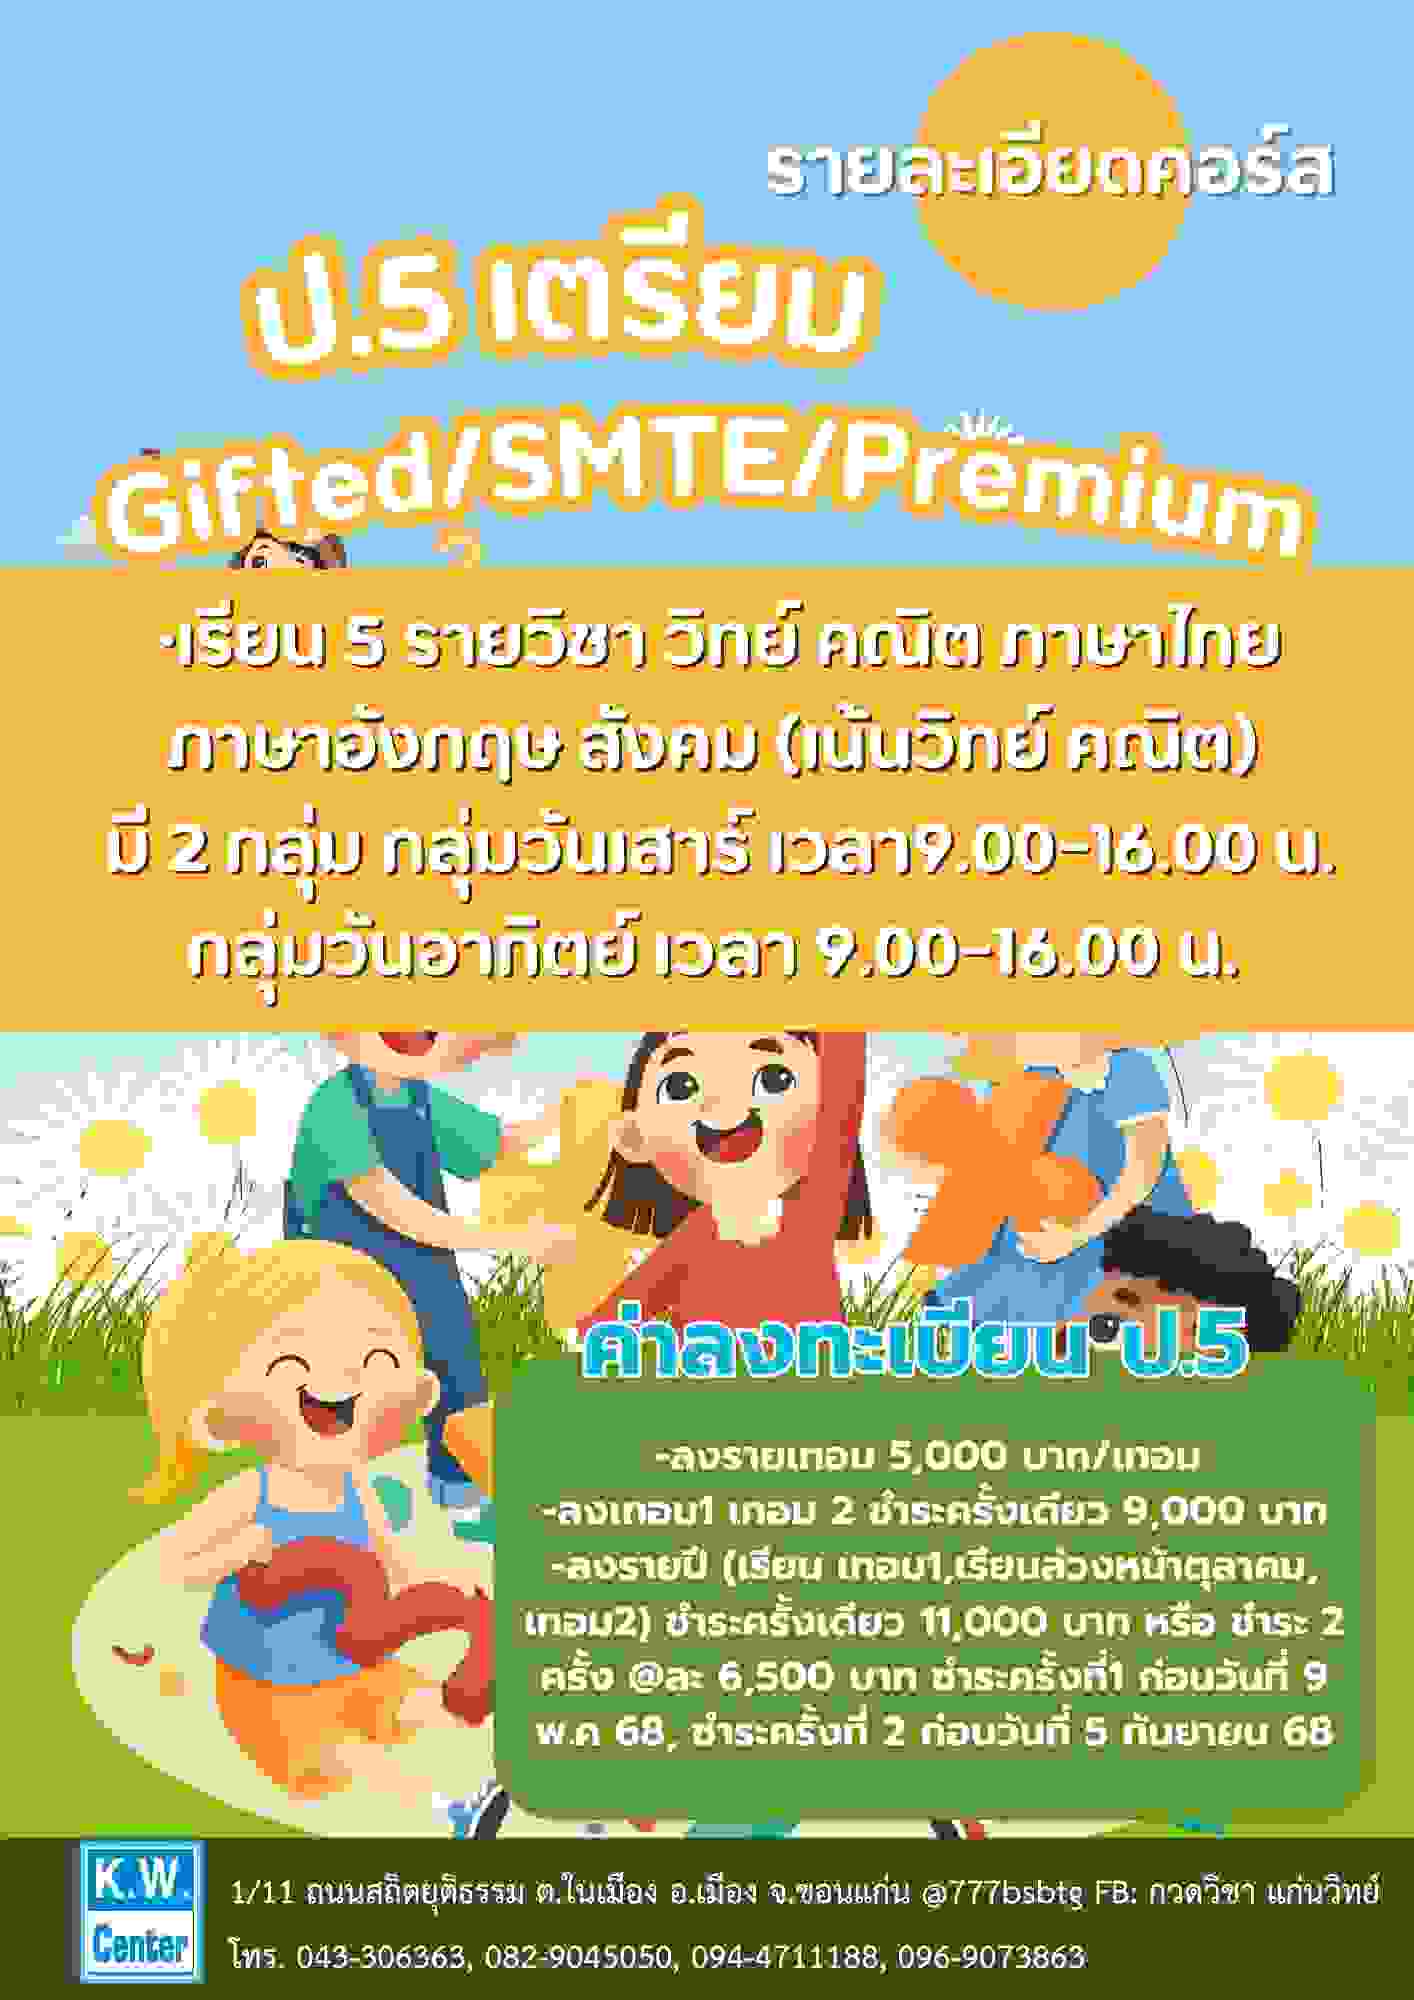 รายละเอียดคอร์ส
ป.5 เตรียม
Gifted/SMTE/Premium
•เรียน 5 รายวิชา วิทย์ คณิต ภาษาไทย
ภาษาอังกฤษ สังคม (เน้นวิทย์ คณิต)
มี 2 กลุ่ม กลุ่มวันเสาร์ เวลา9.00-16.00 น.
กลุ่มวันอาทิตย์ เวลา 9.00-16.00 น.
ค่าลงทะเบียน ป.5
-ลงรายเทอม 5,000 บาท/เทอม
-ลงเทอม1 เทอม 2 ชำระครั้งเดียว 9,000 บาท
-ลงรายปี (เรียน เทอม1,เรียนล่วงหน้าตุลาคม,
เทอม2) ชำระครั้งเดียว 11,000 บาท หรือ ชำระ 2
ครั้ง @ละ 6,500 บาท ชำระครั้งที่1 ก่อนวันที่ 9
พ.ค 68, ชำระครั้งที่ 2 ก่อนวันที่ 5 กันยายน 68
K.W.
Center
1/11 ถนนสถิตยุติธรรม ต.ในเมือง อ.เมือง จ.ขอนแก่น @777bsbtg FB: กวดวิชา แก่นวิทย์
โทร. 043-306363, 082-9045050, 094-4711188, 096-9073863